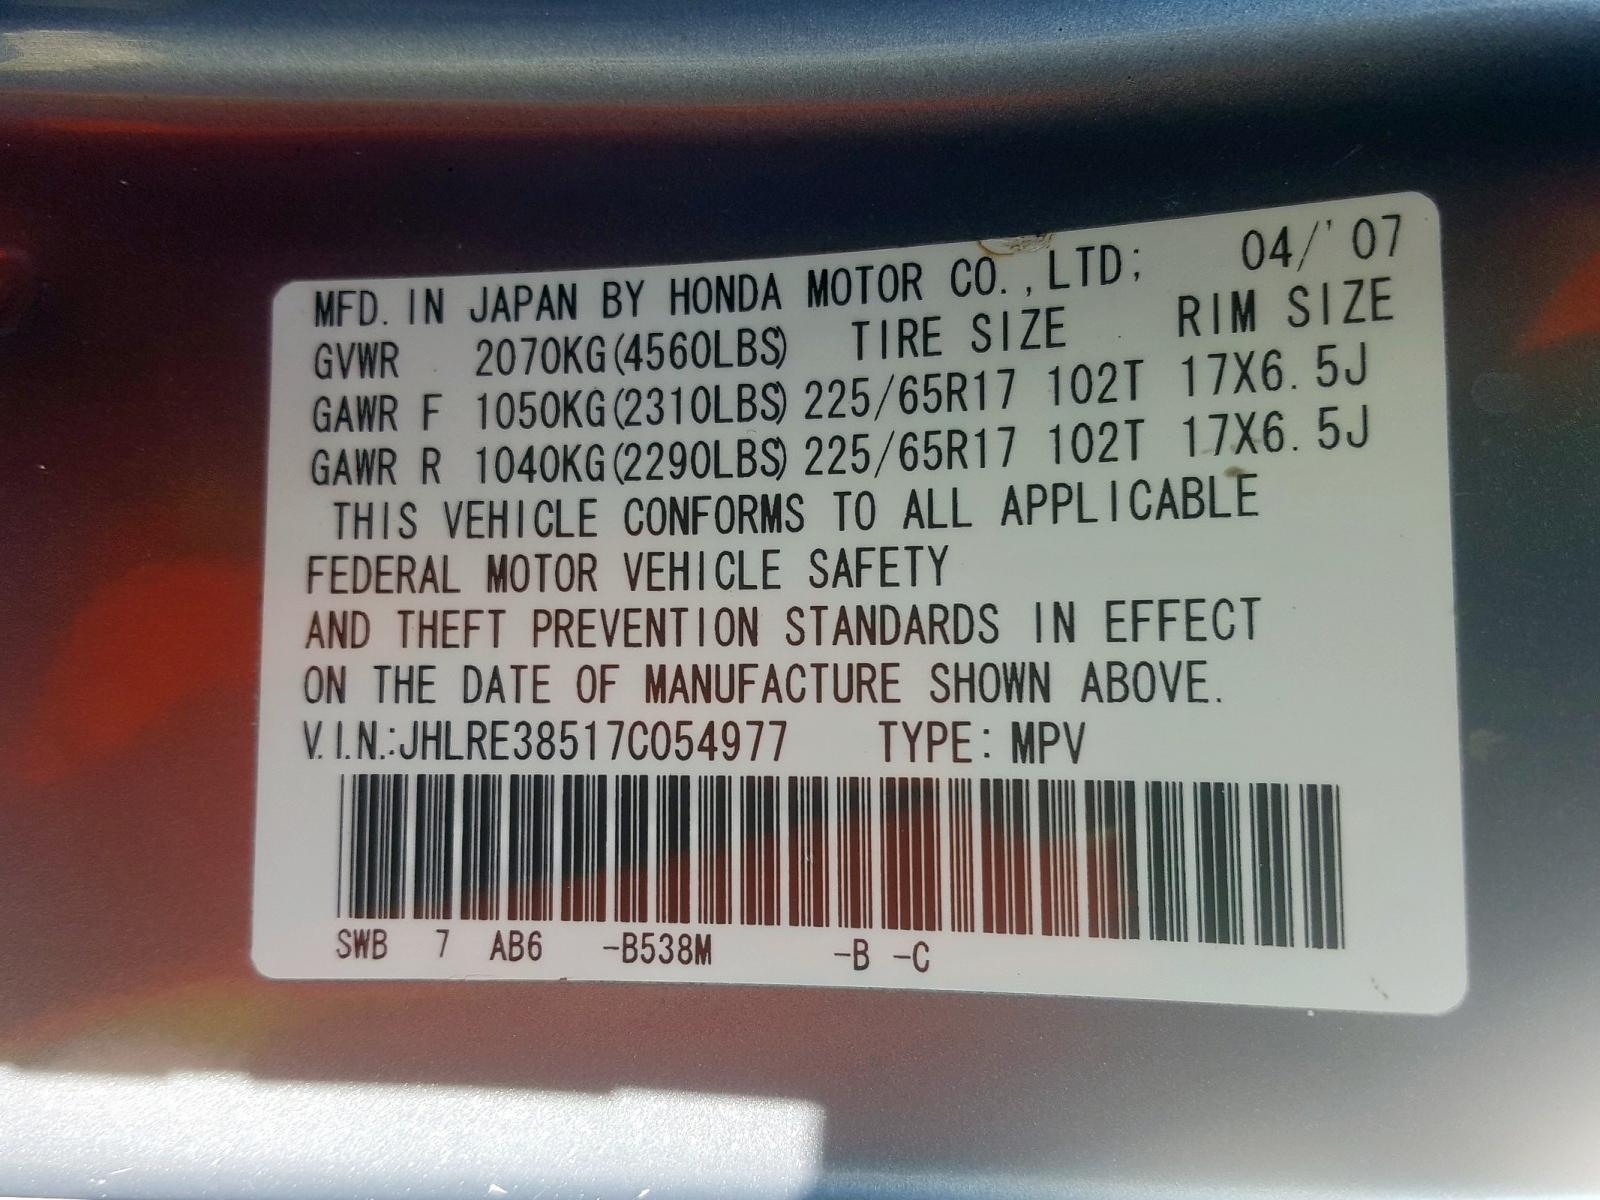 MFD. IN JAPAN BY HONDA MOTOR CO.,LTD; 04/'07
GVWR 2070KG(4560LBS) TIRE SIZE RIM SIZE
GAWR F 1050KG(2310LBS) 225/65R17 102T 17X6.5J
GAWR R 1040KG(2290LBS) 225/65R17 102T 17X6.5J
THIS VEHICLE CONFORMS TO ALL APPLICABLE
FEDERAL MOTOR VEHICLE SAFETY
AND THEFT PREVENTION STANDARDS IN EFFECT
ON THE DATE OF MANUFACTURE SHOWN ABOVE.
V.I.N.:JHLRE38517C054977 TYPE: MPV
SWB 7 AB6 -B538M -B -C